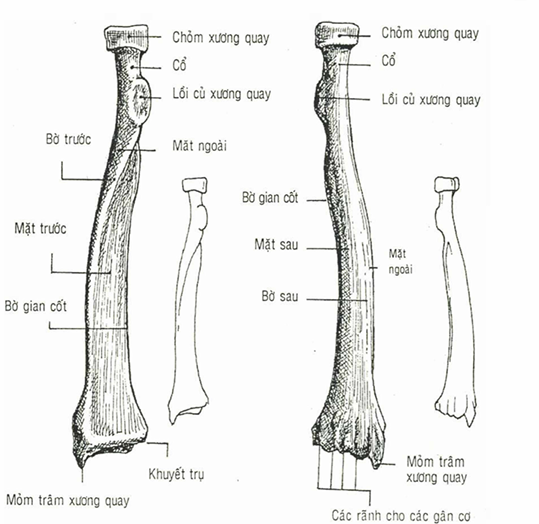 Chỏm xương quay
Cổ
Lồi củ xương quay
Bờ trước
Mặt ngoài
Mặt trước
Bờ gian cốt
Khuyết trụ
Mỏm trâm xương quay
Chỏm xương quay
Cổ
Lồi củ xương quay
Bờ gian cốt
Mặt sau
Mặt
ngoài
Bờ sau
Mỏm trâm
xương quay
Các rãnh cho các gân cơ